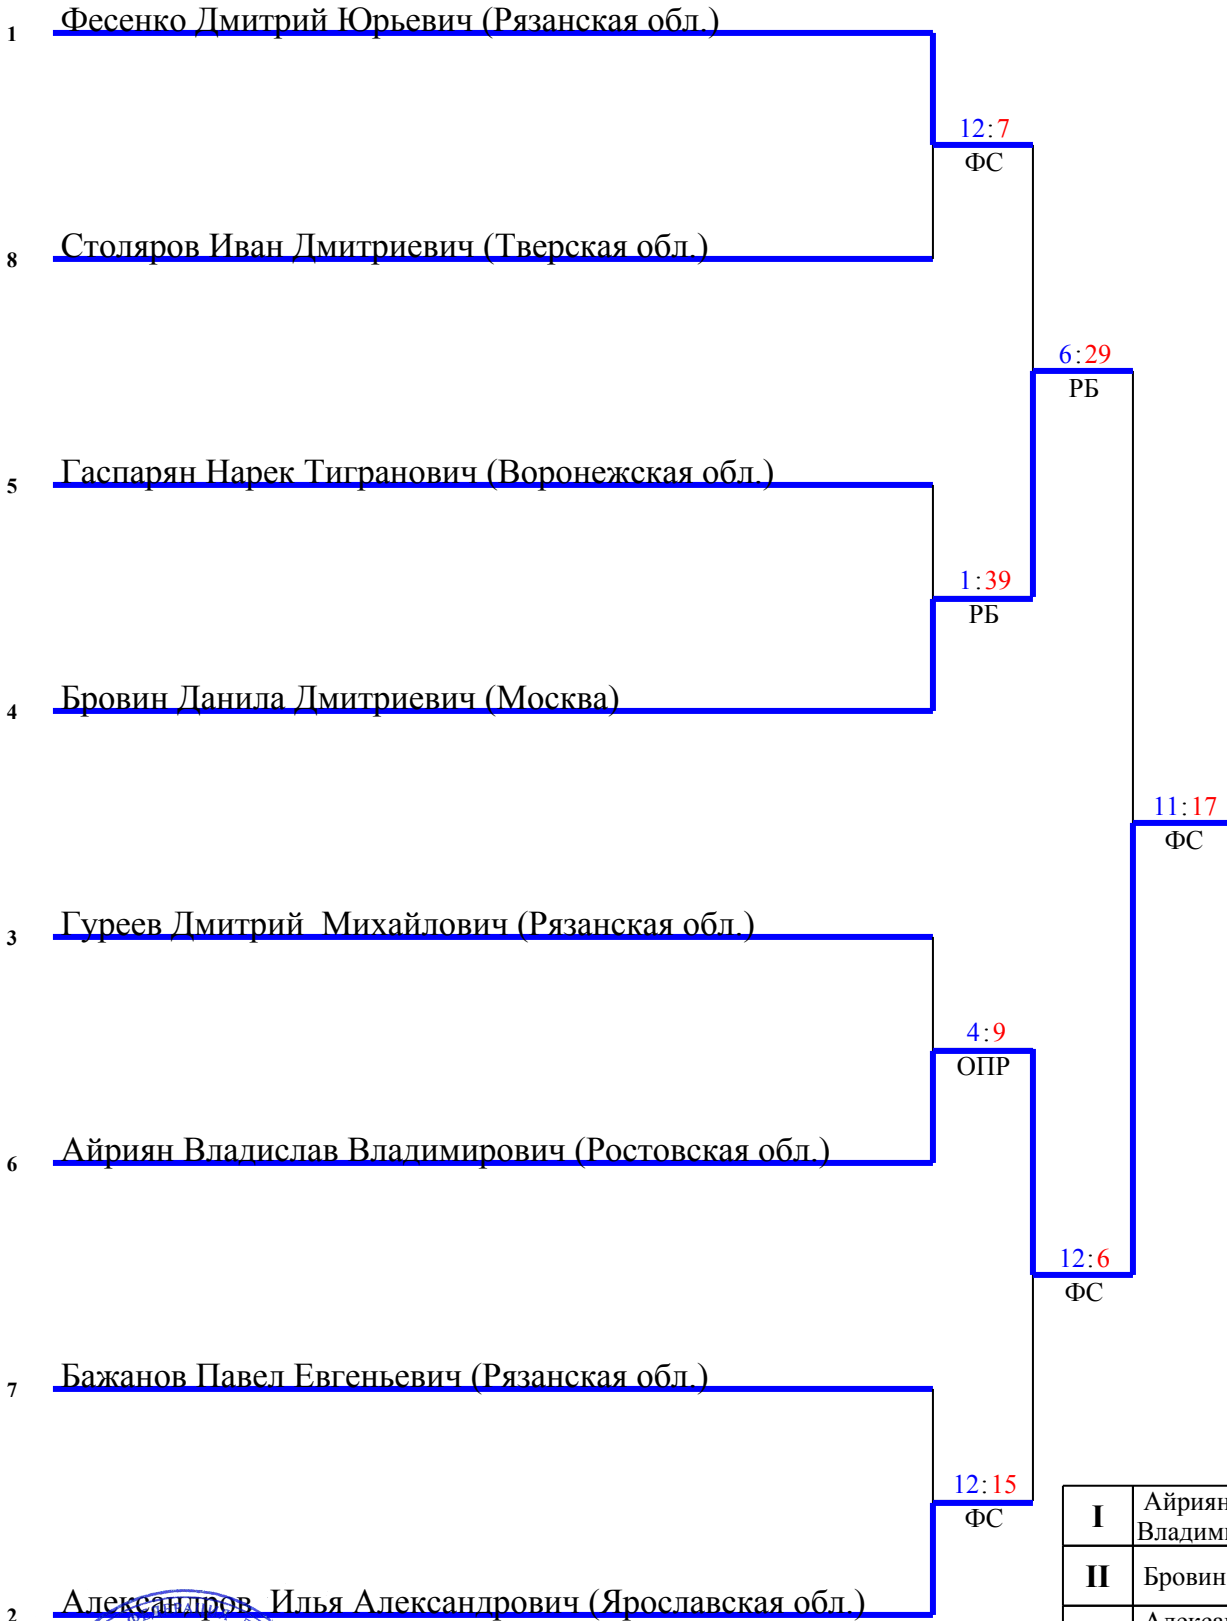 1 Фесенко Дмитрий Юрьевич (Рязанская обл.)
12:7
ФС
8 Столяров Иван Дмитриевич (Тверская обл.)
6:29
РБ
5 Гаспарян Нарек Тигранович (Воронежская обл.)
1:39
РБ
4 Бровин Данила Дмитриевич (Москва)
11:17
ФС
3 Гуреев Дмитрий Михайлович (Рязанская обл.)
4:9
ОПР
6 Айриян Владислав Владимирович (Ростовская обл.)
12:6
ФС
7 Бажанов Павел Евгеньевич (Рязанская обл.)
12:15
ФС
I Айриян
Владим
II Бровин
2 Александров Илья Александрович (Ярославская обл.)